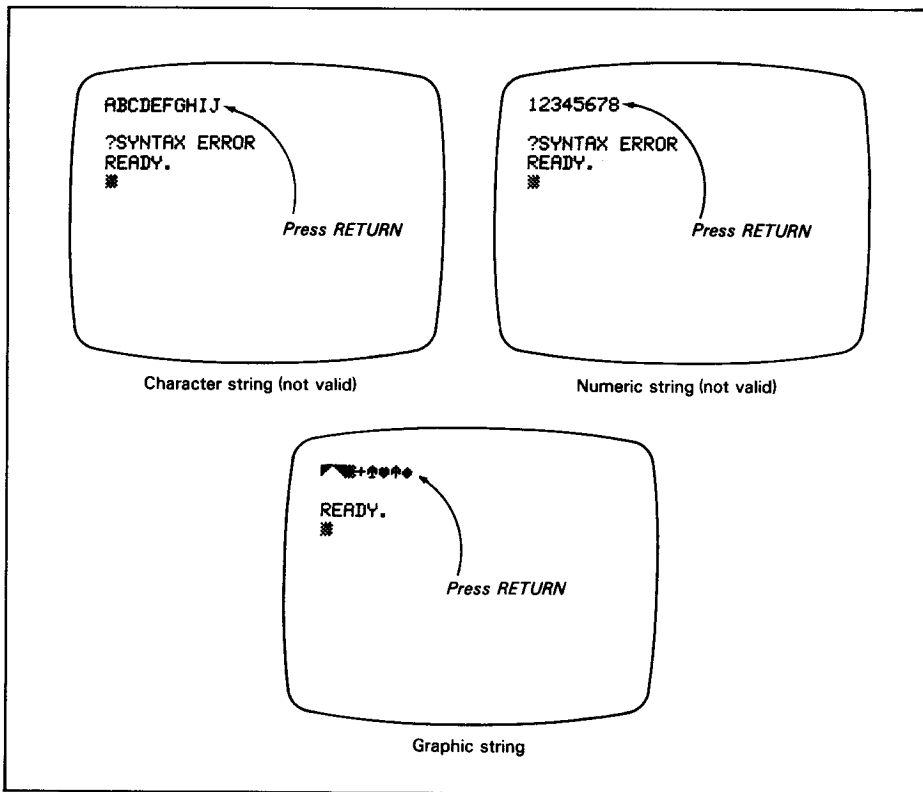 ABCDEFGHIJ
?SYNTAX ERROR
READY.
Press RETURN
Character string (not valid)
12345678
?SYNTAX ERROR
READY.
Press RETURN
Numeric string (not valid)
READY.
Press RETURN
Graphic string